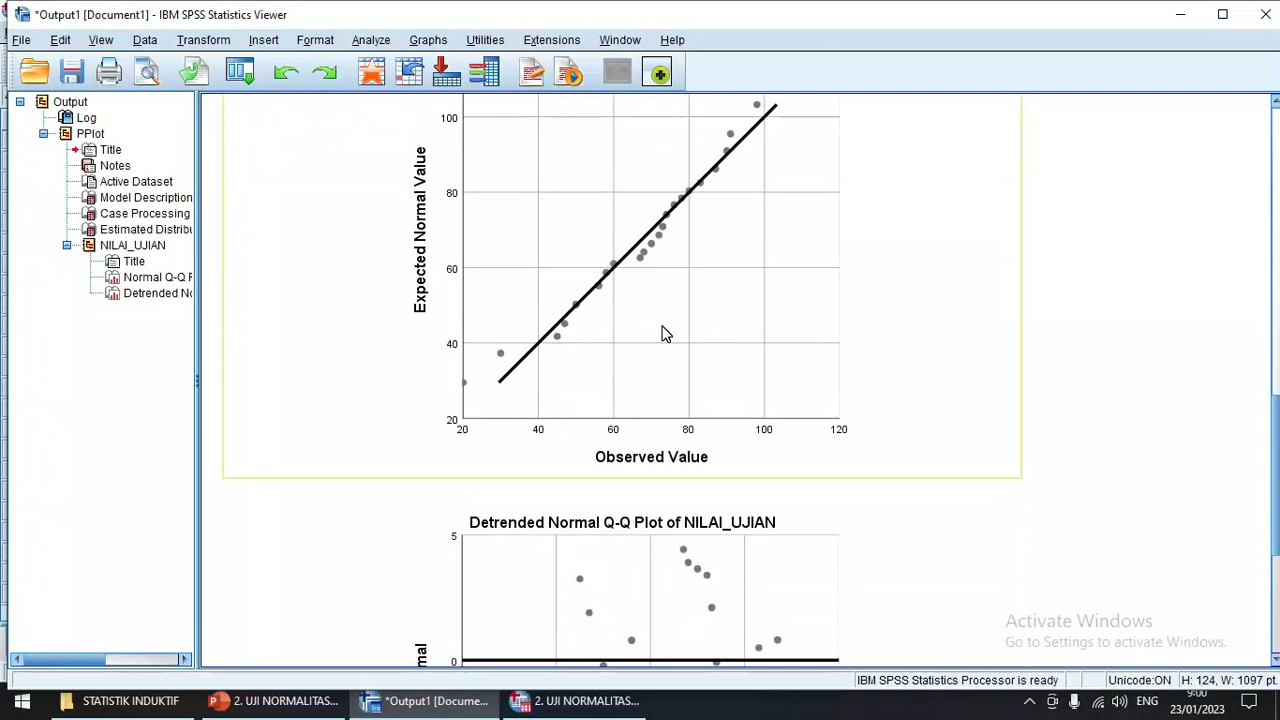 *Output1 [Document1] - IBM SPSS Statistics Viewer
File Edit View Data Transform Insert Format Analyze Graphs Utilities Extensions Window Help
Output
Log
PPlot
Title
Notes
Active Dataset
Model Description
Case Processing
Estimated Distribu
NILAI_UJIAN
Title
Normal Q-Q P
Detrended No
Expected Normal Value
100
80
60
40
20
20 40 60 80 100 120
Observed Value
Detrended Normal Q-Q Plot of NILAI_UJIAN
5
0
mal
Activate Windows
Go to Settings to activate Windows.
IBM SPSS Statistics Processor is ready
Unicode:ON
H: 124, W: 1097 pt.
STATISTIK INDUKTIF
2. UJI NORMALITAS...
*Output1 [Docume...
2. UJI NORMALITAS...
ENG
9:00
23/01/2023